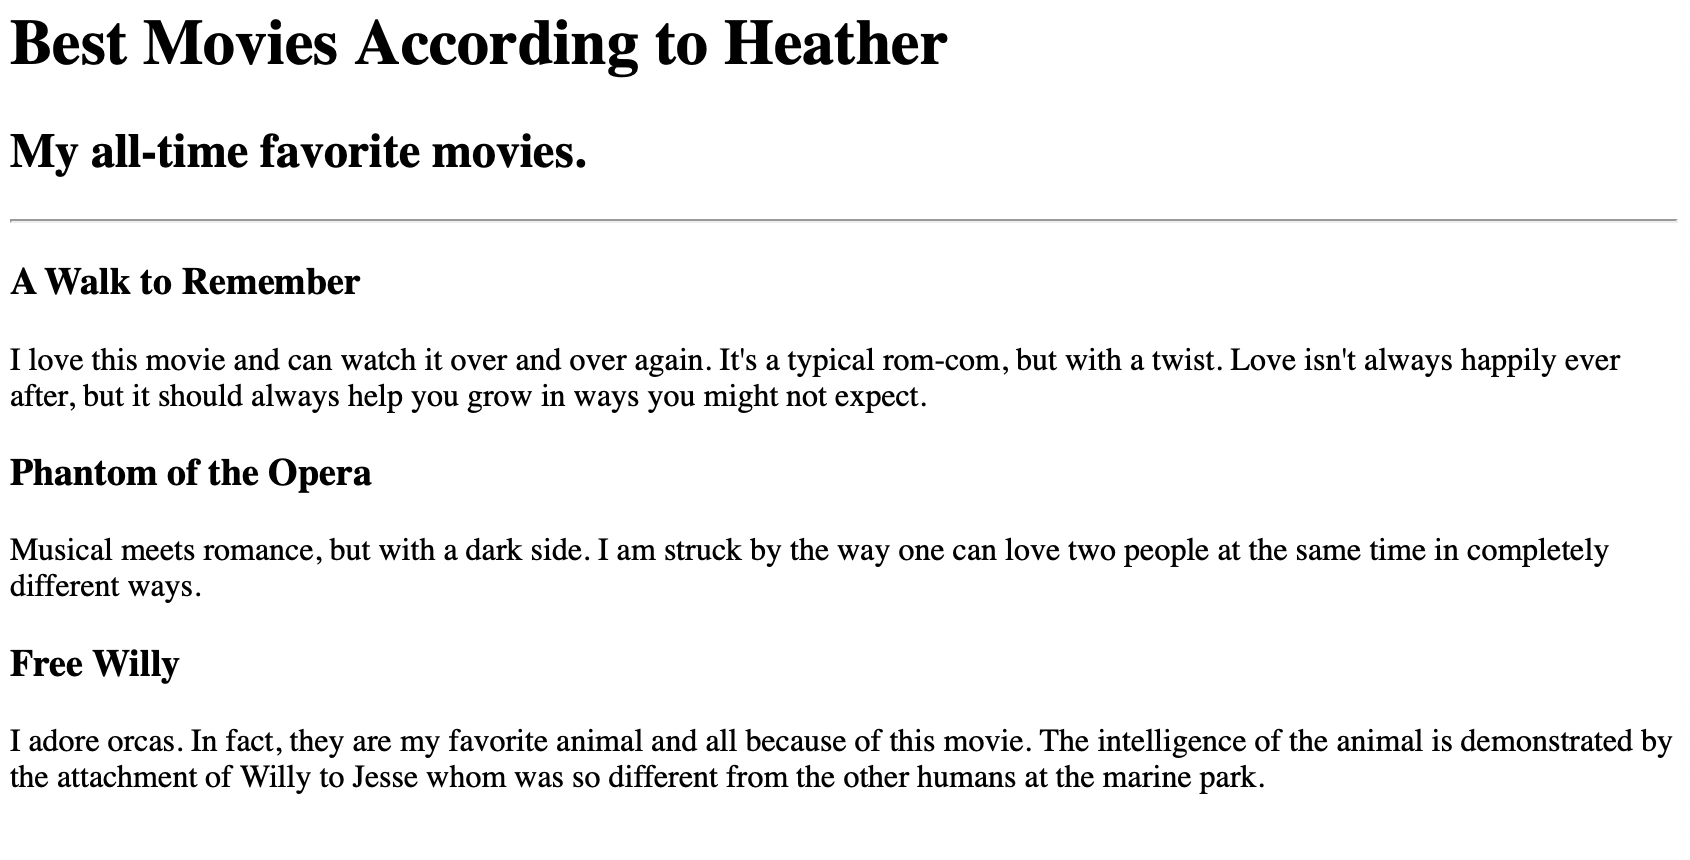 Best Movies According to Heather
My all-time favorite movies.
A Walk to Remember
I love this movie and can watch it over and over again. It's a typical rom-com, but with a twist. Love isn't always happily ever
after, but it should always help you grow in ways you might not expect.
Phantom of the Opera
Musical meets romance, but with a dark side. I am struck by the way one can love two people at the same time in completely
different ways.
Free Willy
I adore orcas. In fact, they are my favorite animal and all because of this movie. The intelligence of the animal is demonstrated by
the attachment of Willy to Jesse whom was so different from the other humans at the marine park.